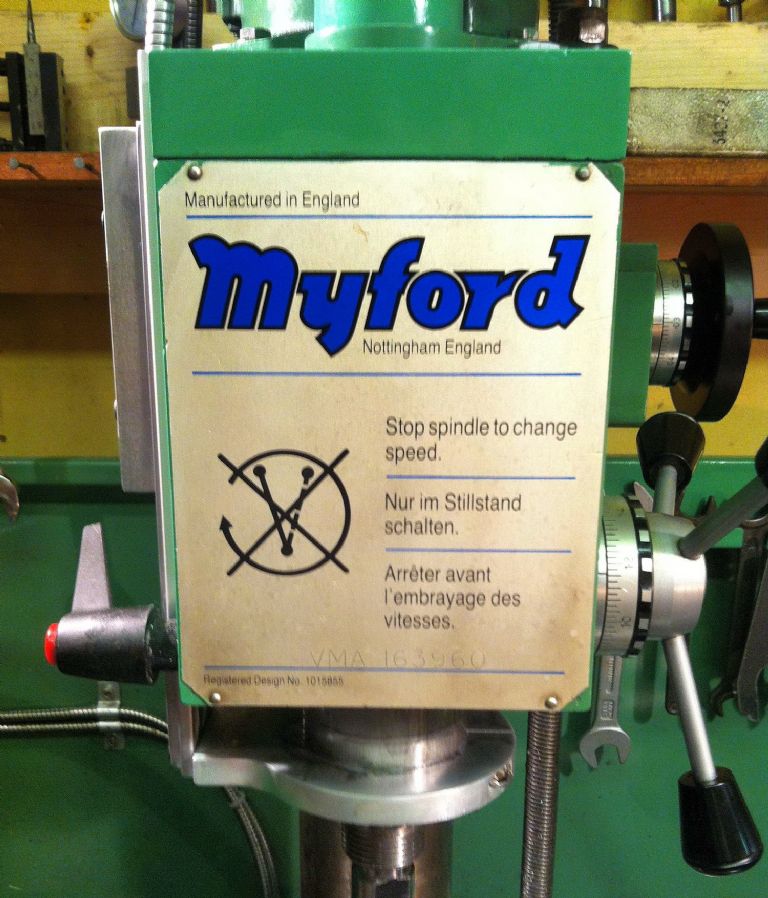 Manufactured in England
Myford
Nottingham England
Stop spindle to change
speed.
Nur im Stillstand
schalten.
Arrêter avant
l'embrayage des
vitesses.
VMA 163960
Registered Design No. 1015855